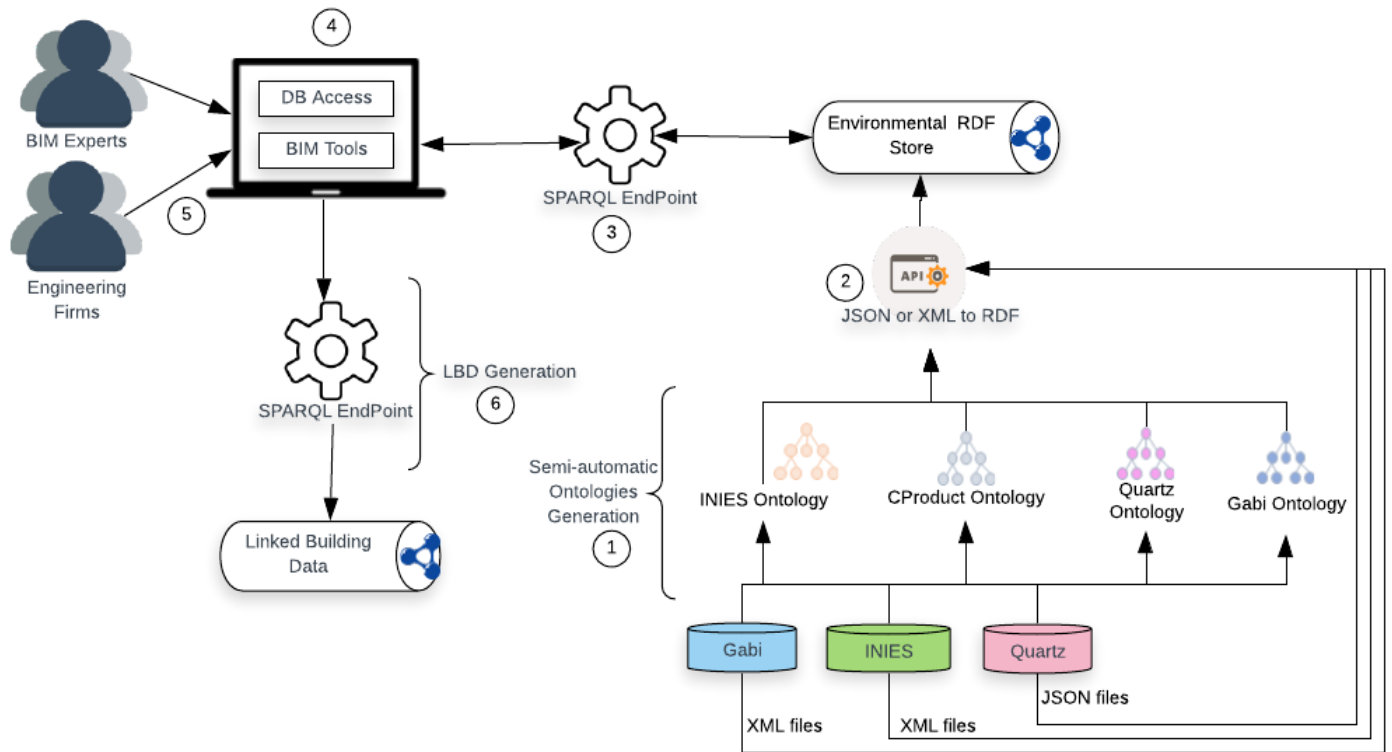 4
DB Access
BIM Tools
BIM Experts
5
Engineering
Firms
SPARQL EndPoint
3
Environmental RDF
Store
2
API
JSON or XML to RDF
SPARQL EndPoint
LBD Generation
6
Linked Building
Data
Semi-automatic
Ontologies
Generation
1
INIES Ontology
CProduct Ontology
Quartz
Ontology
Gabi Ontology
Gabi
INIES
Quartz
XML files
XML files
JSON files